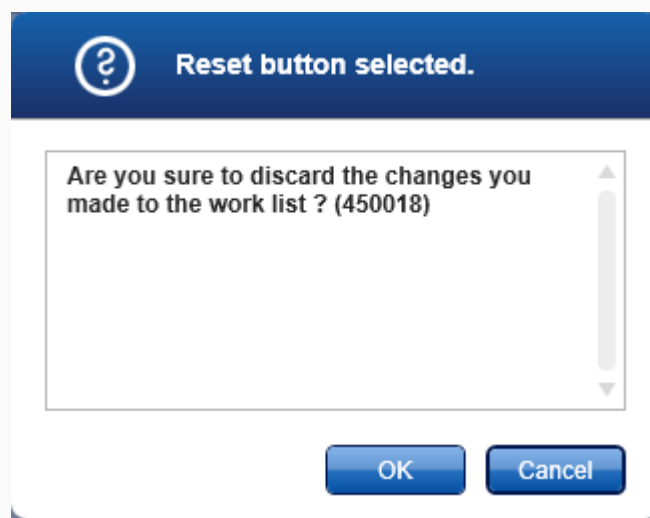 Reset button selected.
Are you sure to discard the changes you
made to the work list ? (450018)
OK
Cancel